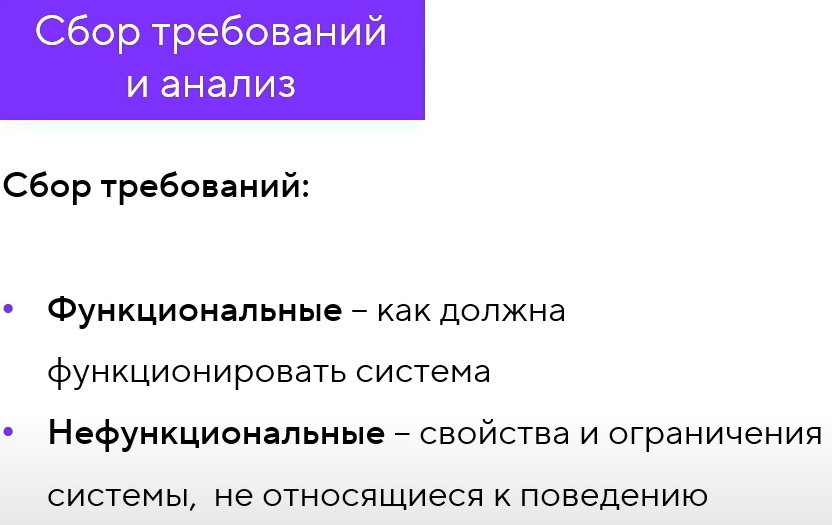 Сбор требований
и анализ
Сбор требований:
• Функциональные – как должна
функционировать система
• Нефункциональные – свойства и ограничения
системы,  не относящиеся к поведению